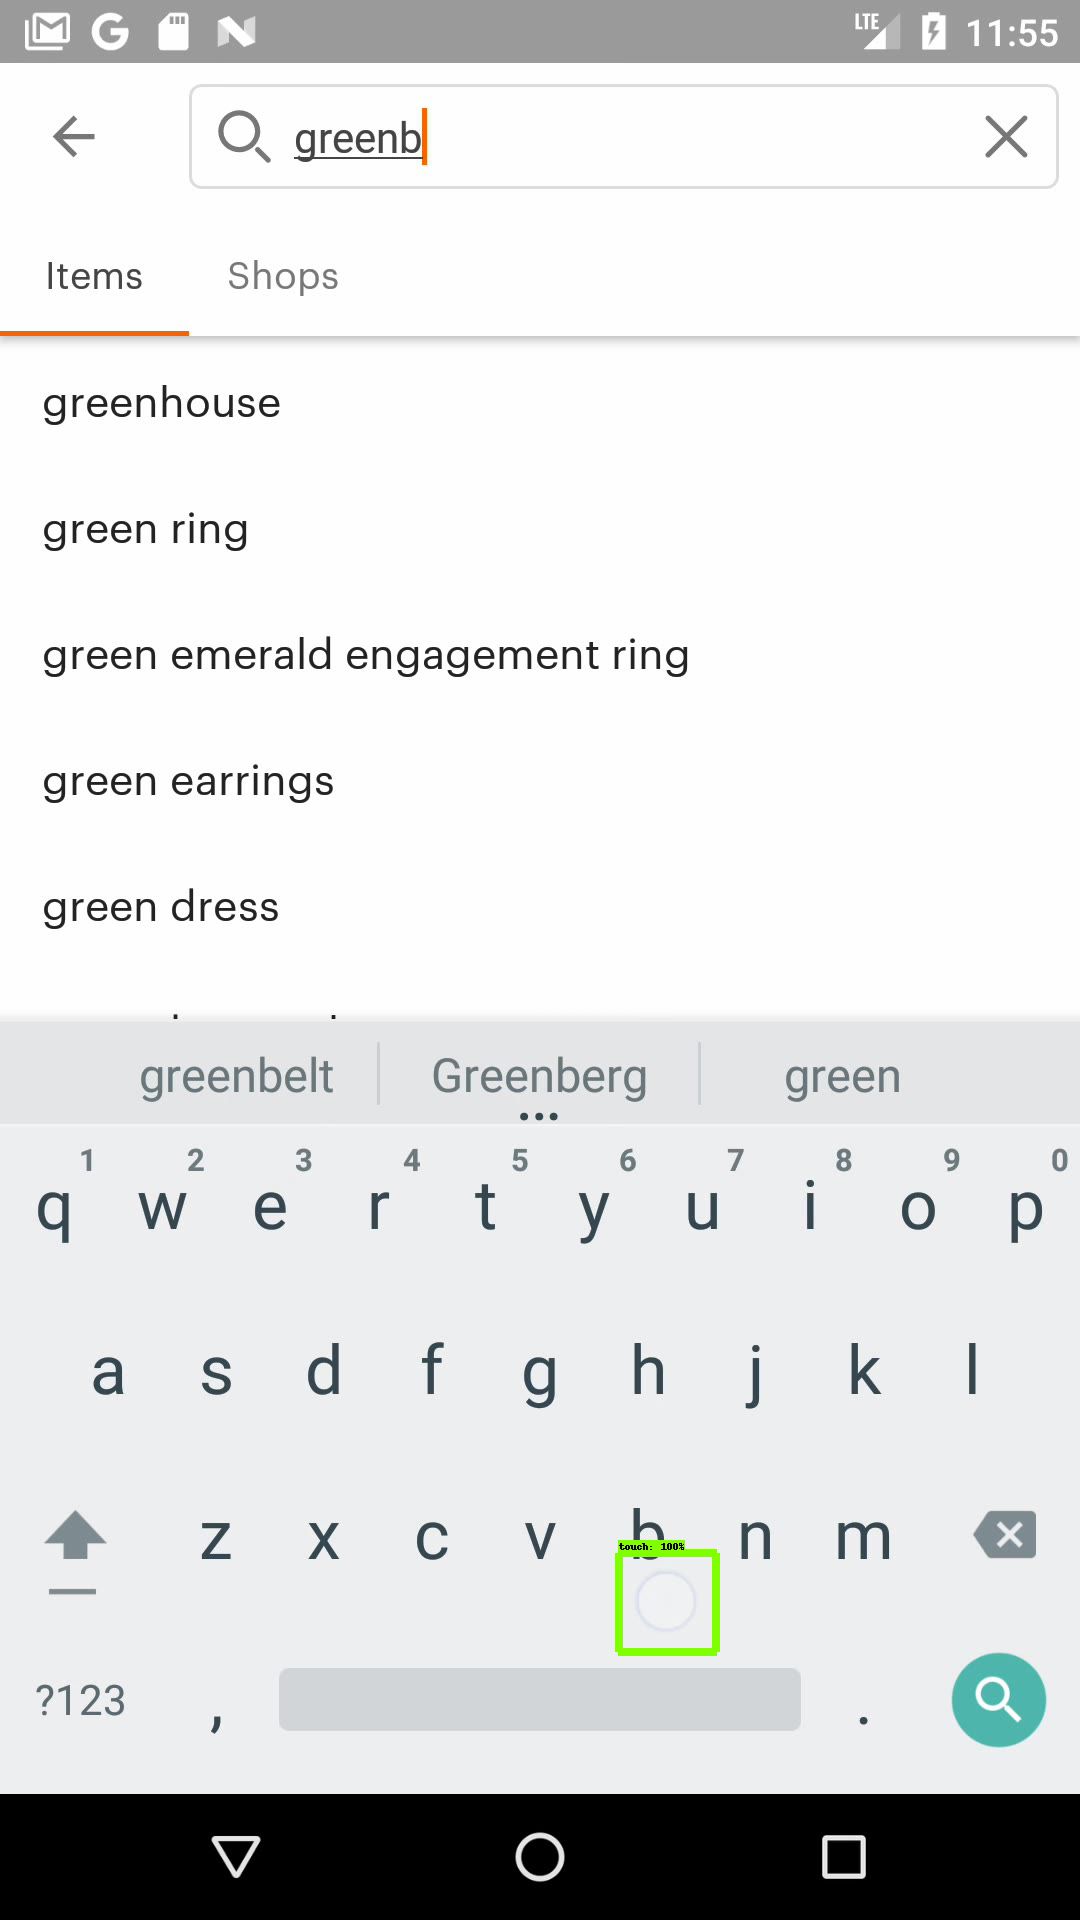 LTE 11:55
greenb
Items Shops
greenhouse
green ring
green emerald engagement ring
green earrings
green dress
greenbelt Greenberg green
1 2 3 4 5 6 7 8 9 0
q w e r t y u i o p
a s d f g h j k l
z x c v b n m
touch: 100%
?123 , .